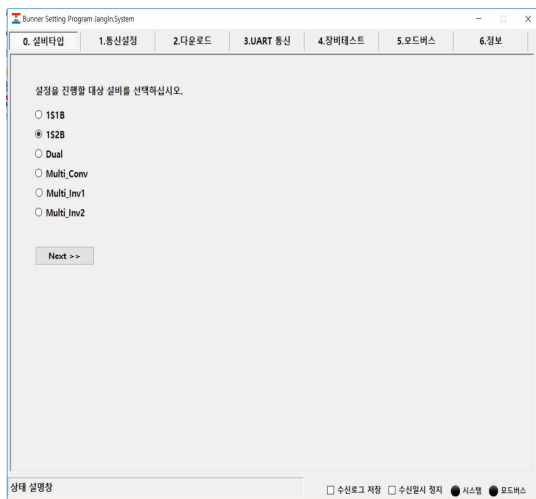 Bunner Setting Program JangIn.System
0. 설비타입 1.통신설정 2.다운로드 3.UART 통신 4.장비테스트 5.모드버스 6.정보
설정을 진행할 대상 설비를 선택하십시오.
1S1B
1S2B
Dual
Multi_Conv
Multi_Inv1
Multi_Inv2
Next >>
상태 설명창 수신로그 저장 수신일시 정지 시스템 모드버스